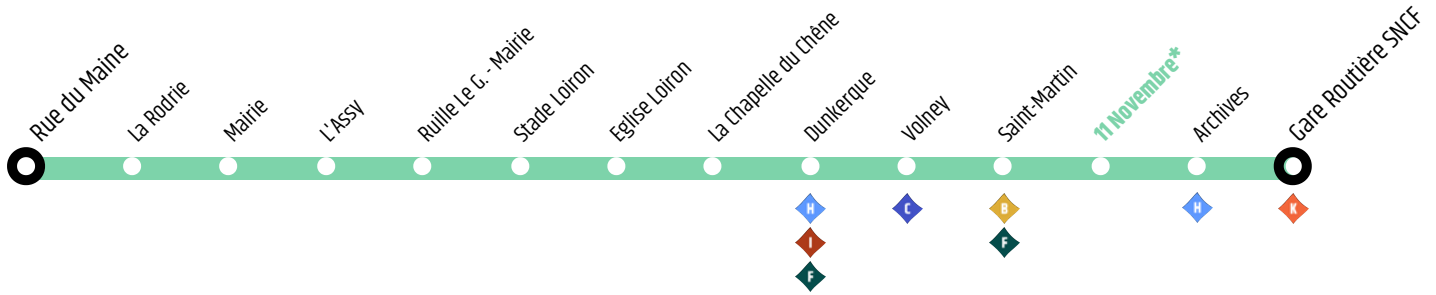 Rue du Maine
La Rodrie
Mairie
L'Assy
Ruille Le G. - Mairie
Stade Loiron
Eglise Loiron
La Chapelle du Chêne
Dunkerque
Volney
Saint-Martin
11 Novembre*
Archives
Gare Routière SNCF
H
C
B
H
K
I
F
F